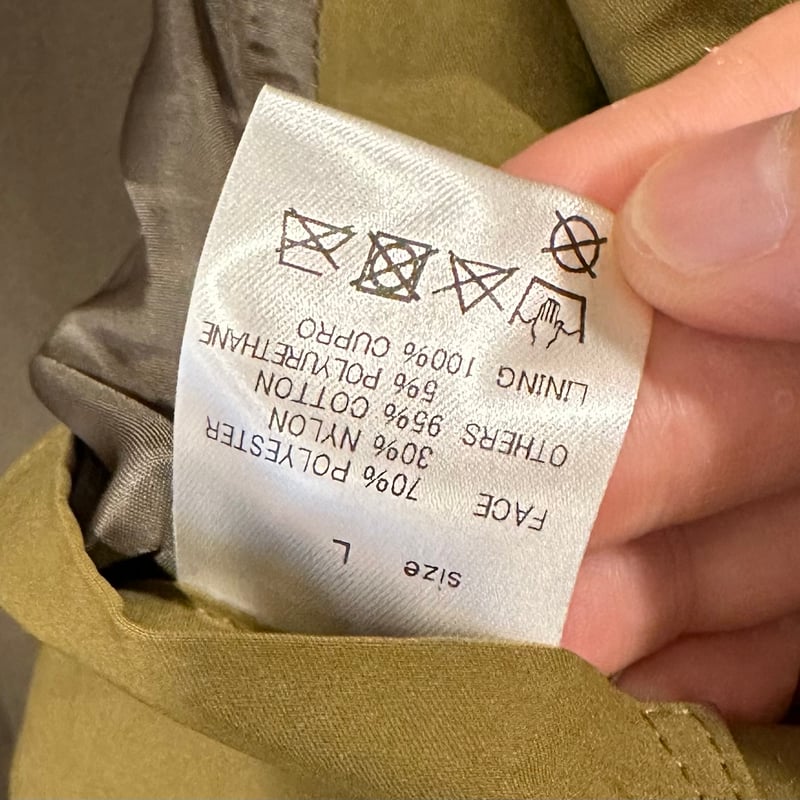 size L
FACE 70% POLYESTER
30% NYLON
OTHERS 95% COTTON
5% POLYURETHANE
LINING 100% CUPRO